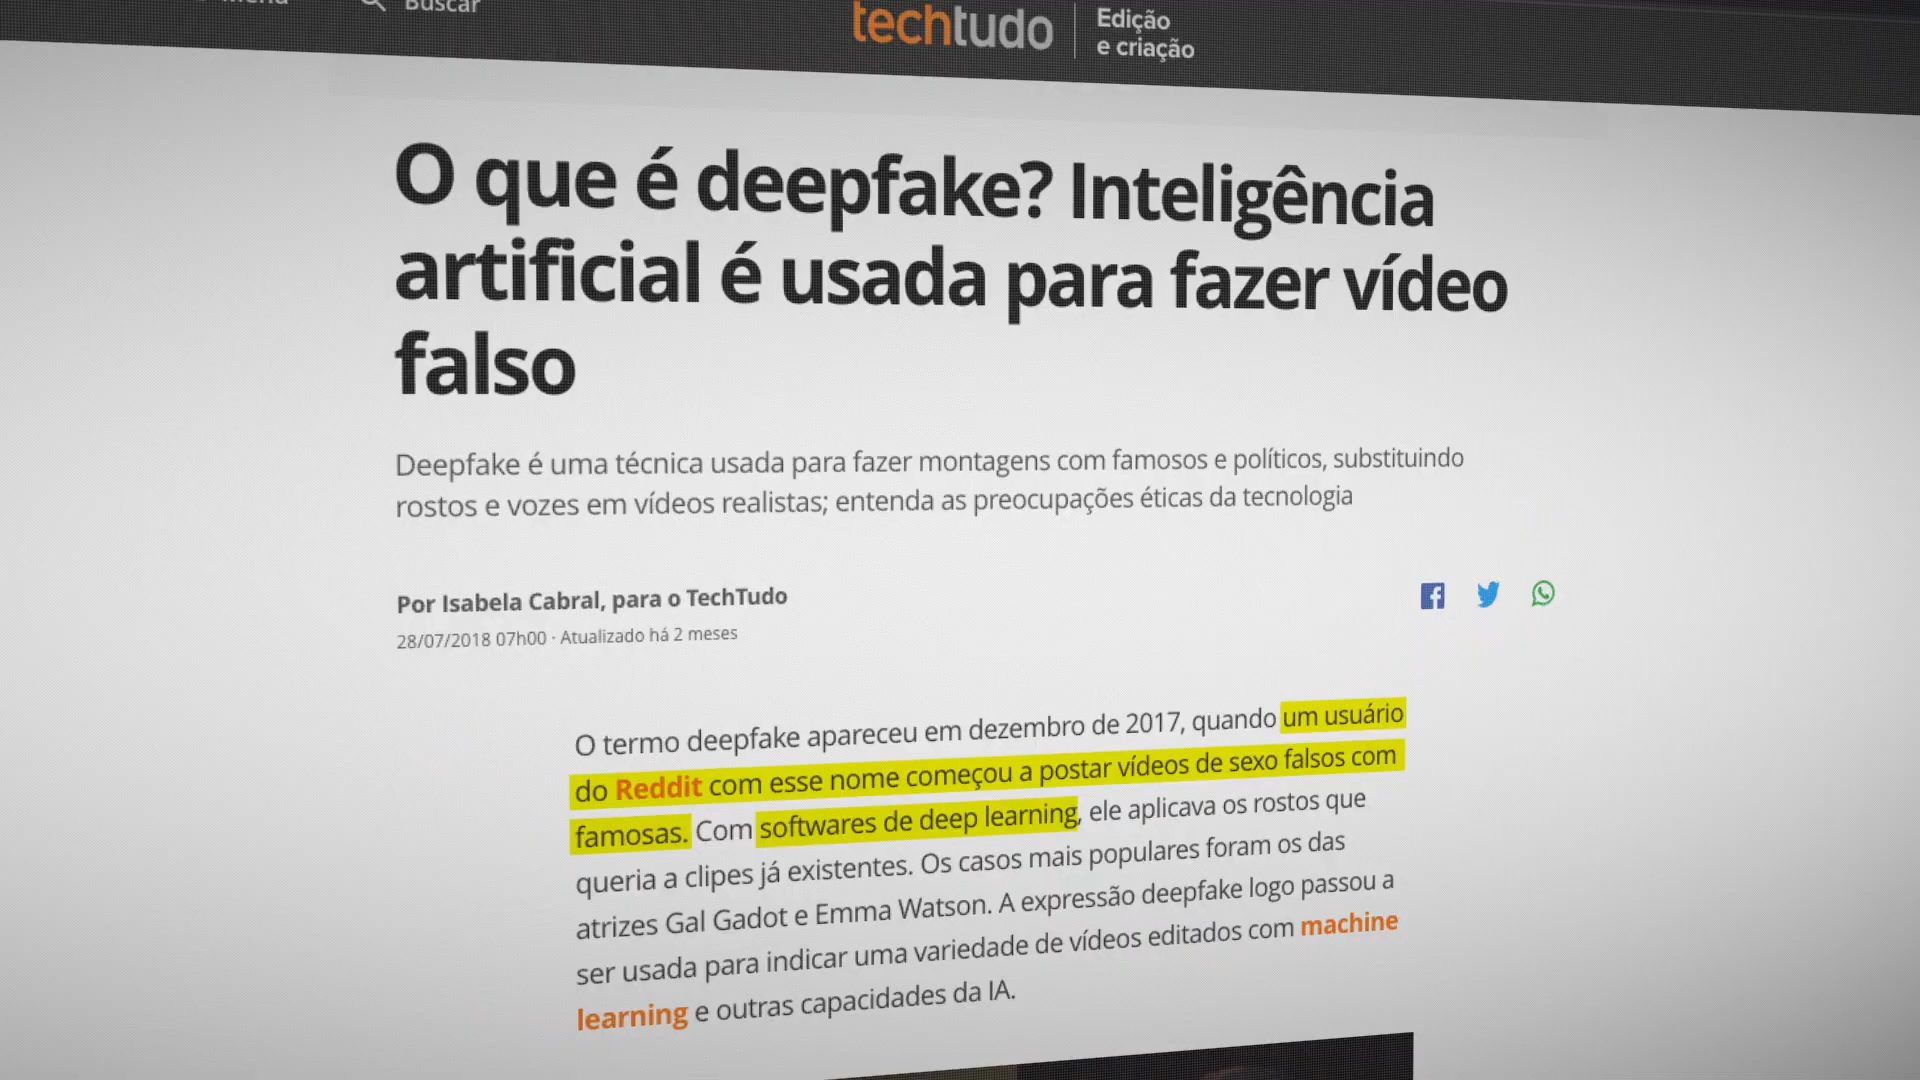 Buscar
techtudo
Edição
e criação
O que é deepfake? Inteligência
artificial é usada para fazer vídeo
falso
Deepfake é uma técnica usada para fazer montagens com famosos e políticos, substituindo
rostos e vozes em vídeos realistas; entenda as preocupações éticas da tecnologia
Por Isabela Cabral, para o TechTudo
28/07/2018 07h00 · Atualizado há 2 meses
O termo deepfake apareceu em dezembro de 2017, quando um usuário
do Reddit com esse nome começou a postar vídeos de sexo falsos com
famosas. Com softwares de deep learning, ele aplicava os rostos que
queria a clipes já existentes. Os casos mais populares foram os das
atrizes Gal Gadot e Emma Watson. A expressão deepfake logo passou a
ser usada para indicar uma variedade de vídeos editados com machine
learning e outras capacidades da IA.